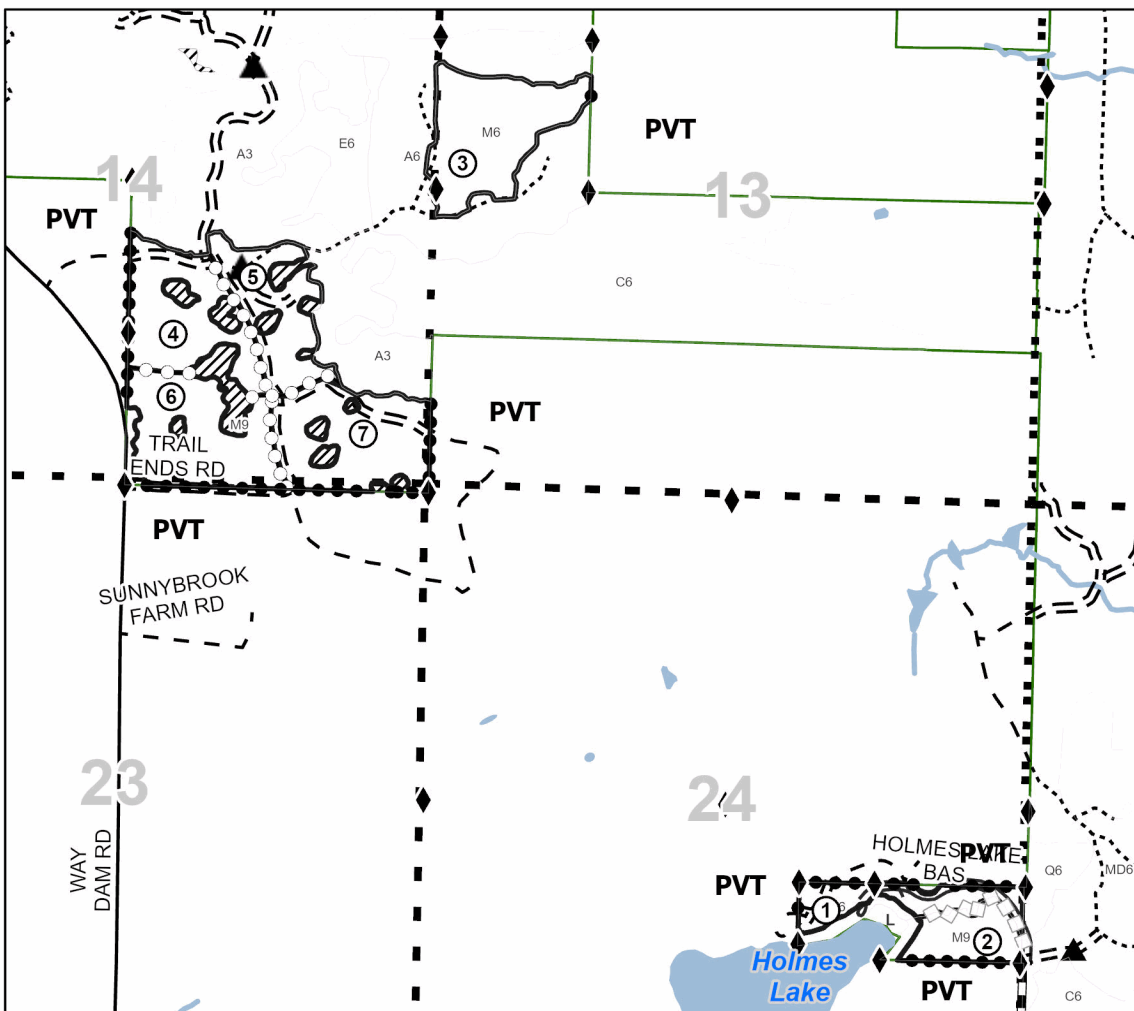 PVT
M6
E6
A3
A6
3
14
13
PVT
5
C6
4
A3
6
PVT
M9
7
TRAIL
ENDS RD
PVT
SUNNYBROOK
FARM RD
23
24
WAY
DAM RD
HOLMES LAKE
BAS
PVT
Q6
MD6
PVT
1
6
L
M9
2
Holmes
Lake
PVT
C6